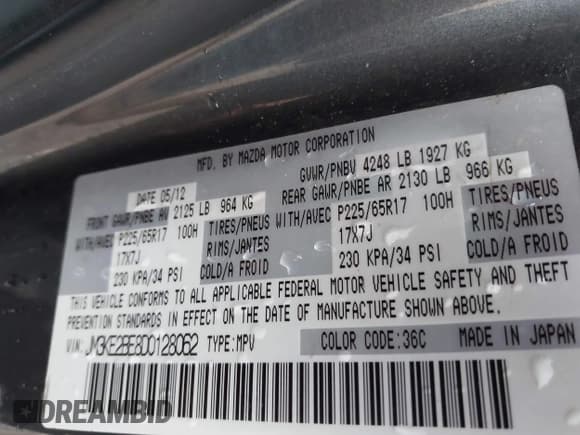 MFD. BY MAZDA MOTOR CORPORATION
DATE 05/12 GVWR/PNBV 4248 LB 1927 KG
FRONT GAWR/PNBE AV 2125 LB 964 KG REAR GAWR/PNBE AR 2130 LB 966 KG
WITH/AVEC P225/65R17 100H TIRES/PNEUS WITH/AVEC P225/65R17 100H TIRES/PNEUS
17X7J RIMS/JANTES 17X7J RIMS/JANTES
230 KPA/34 PSI COLD/A FROID 230 KPA/34 PSI COLD/A FROID
THIS VEHICLE CONFORMS TO ALL APPLICABLE FEDERAL MOTOR VEHICLE SAFETY AND THEFT
PREVENTION STANDARDS IN EFFECT ON THE DATE OF MANUFACTURE SHOWN ABOVE.
VIN: JM3KE2BE8D0128062 TYPE:MPV COLOR CODE:36C MADE IN JAPAN
DREAMBID